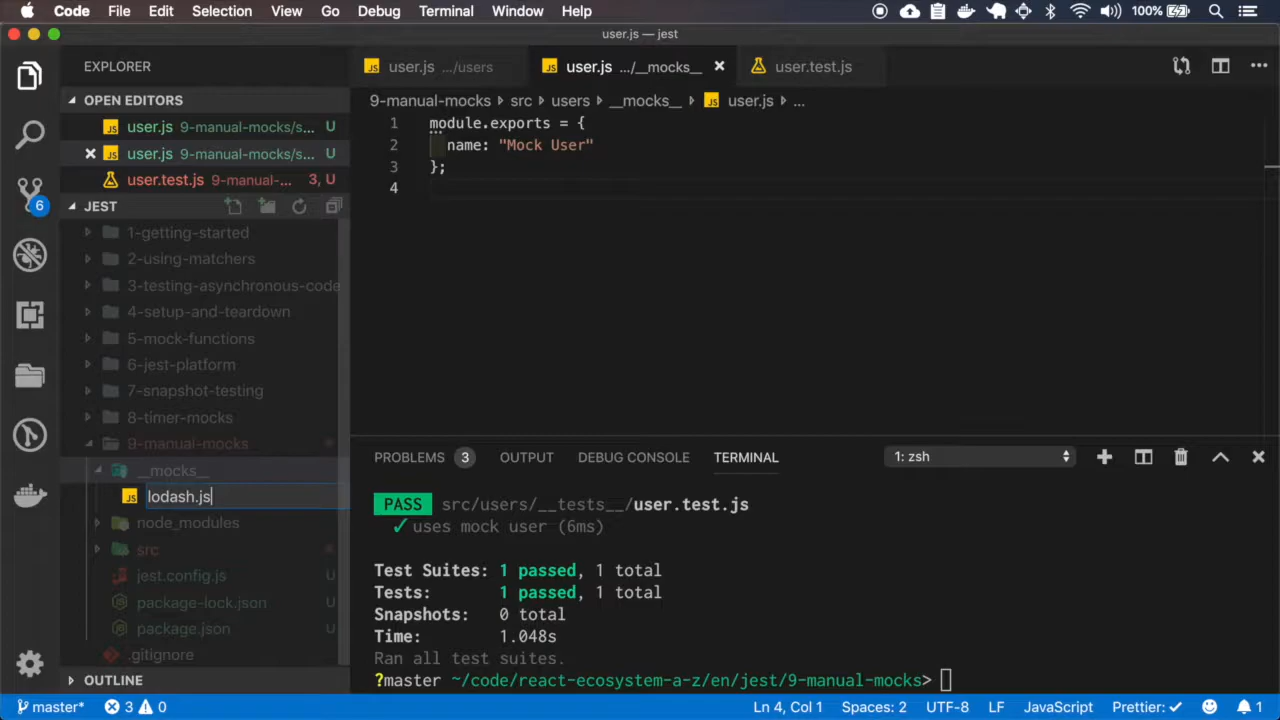 Code File Edit Selection View Go Debug Terminal Window Help 100%
user.js — jest
EXPLORER
user.js .../users
user.js .../__mocks__
user.test.js
OPEN EDITORS
user.js 9-manual-mocks/s... U
user.js 9-manual-mocks/s... U
user.test.js 9-manual-... 3, U
6
JEST
1-getting-started
2-using-matchers
3-testing-asynchronous-code
4-setup-and-teardown
5-mock-functions
6-jest-platform
7-snapshot-testing
8-timer-mocks
9-manual-mocks
__mocks__
lodash.js
node_modules
src
jest.config.js U
package-lock.json U
package.json U
.gitignore
OUTLINE
9-manual-mocks src users __mocks__ user.js ...
1 module.exports = {
2 name: "Mock User"
3 };
4
PROBLEMS 3 OUTPUT DEBUG CONSOLE TERMINAL 1: zsh
PASS src/users/__tests__/user.test.js
✓ uses mock user (6ms)
Test Suites: 1 passed, 1 total
Tests: 1 passed, 1 total
Snapshots: 0 total
Time: 1.048s
Ran all test suites.
?master ~/code/react-ecosystem-a-z/en/jest/9-manual-mocks>
master* 3 0 Ln 4, Col 1 Spaces: 2 UTF-8 LF JavaScript Prettier: ✓ 1